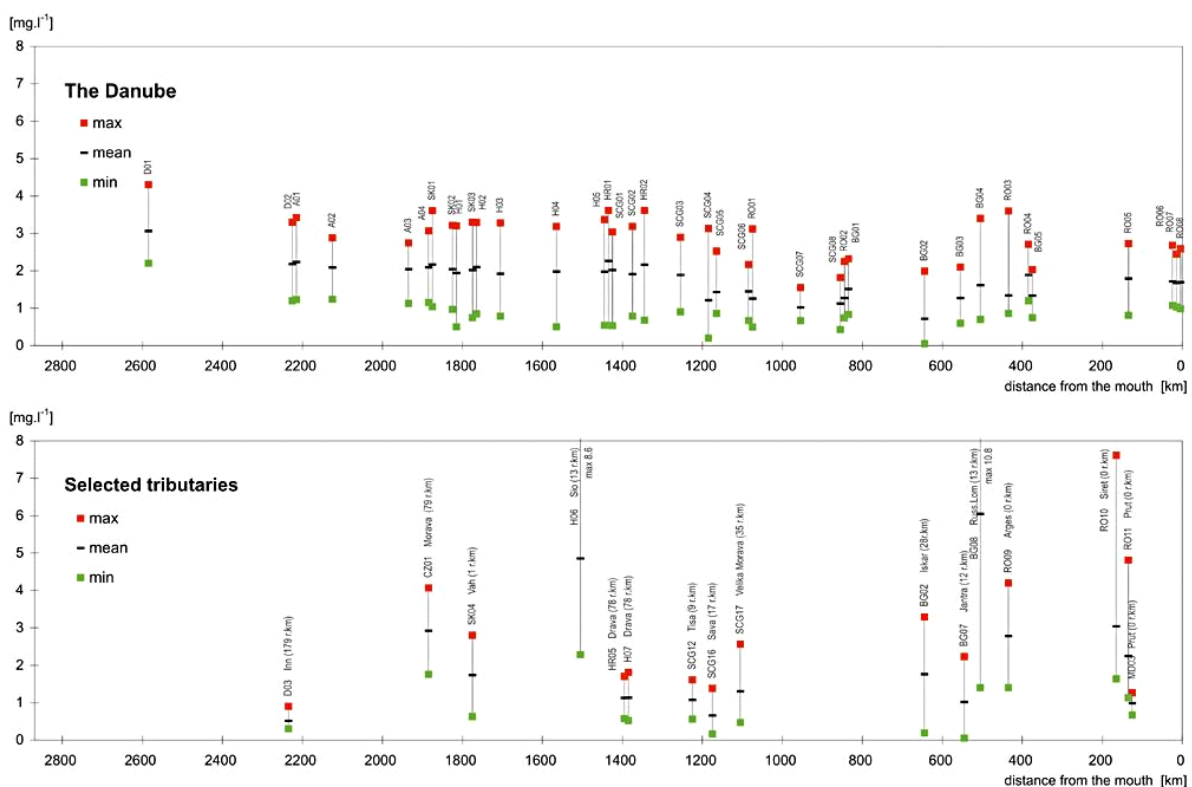 [mg.l-1]
8
7
6
5
4
3
2
1
0
The Danube
max
mean
min
D01
D02
A01
A02
A03
A04
SK01
SK02
H01
SK03
H02
H03
H04
H05
HR01
SCG01
SCG02
HR02
SCG03
SCG04
SCG05
SCG06
RO01
SCG07
SCG08
RO02
BG01
BG02
BG03
BG04
RO03
RO04
BG05
RO05
RO06
RO07
RO08
2800 2600 2400 2200 2000 1800 1600 1400 1200 1000 800 600 400 200 0
distance from the mouth [km]
[mg.l-1]
8
7
6
5
4
3
2
1
0
Selected tributaries
max
mean
min
D03 Inn (179 r.km)
CZ01 Morava (79 r.km)
SK04 Vah (1 r.km)
H06 Sio (13 r.km)
max 8.6
HR05 Drava (78 r.km)
H07 Drava (78 r.km)
SCG12 Tisa (9 r.km)
SCG16 Sava (17 r.km)
SCG17 Velika Morava (35 r.km)
BG02 Iskar (28r.km)
BG07 Jantra (12 r.km)
BG08 Russ.Lom (13 r.km)
max 10.8
RO09 Arges (0 r.km)
RO10 Siret (0 r.km)
RO11 Prut (0 r.km)
MD03 Prut (0 r.km)
2800 2600 2400 2200 2000 1800 1600 1400 1200 1000 800 600 400 200 0
distance from the mouth [km]